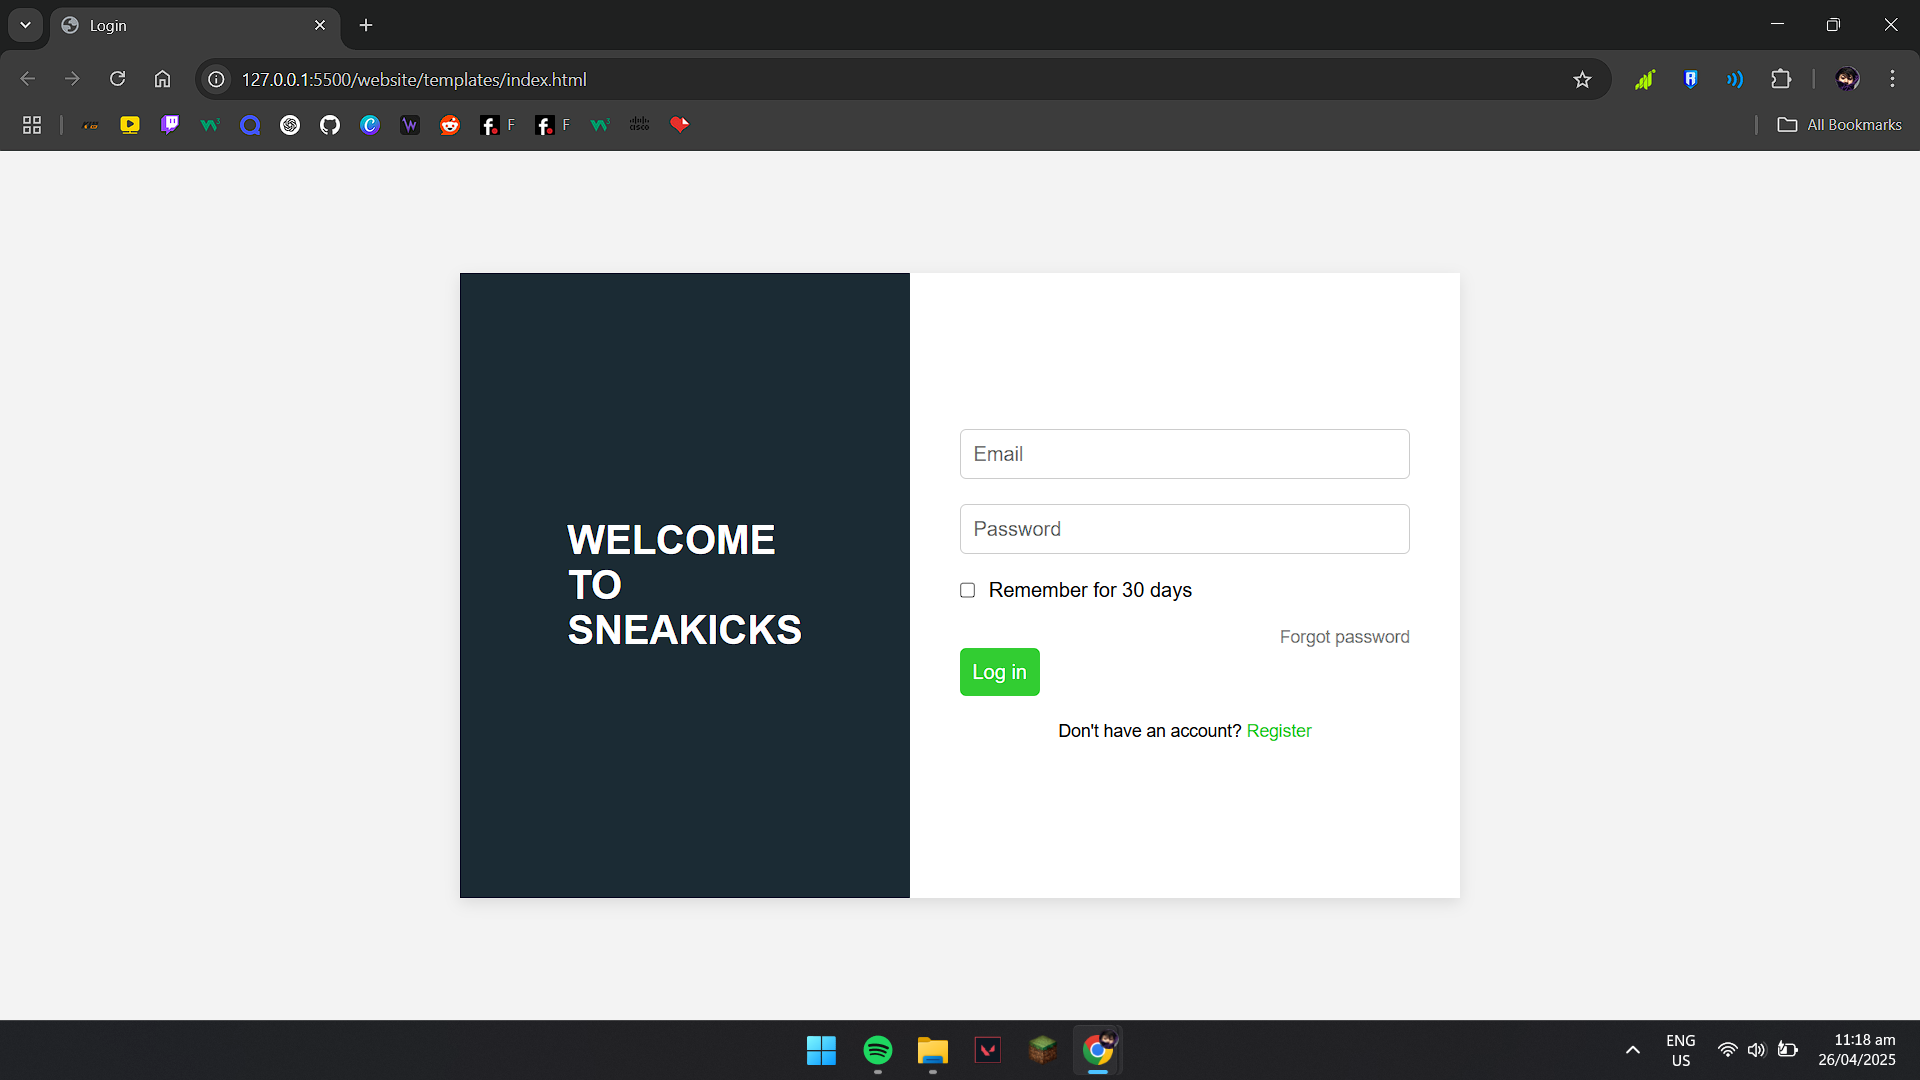 Login
127.0.0.1:5500/website/templates/index.html
F
F
cisco
All Bookmarks
WELCOME
TO
SNEAKICKS
Email
Password
Remember for 30 days
Forgot password
Log in
Don't have an account? Register
ENG
US
11:18 am
26/04/2025